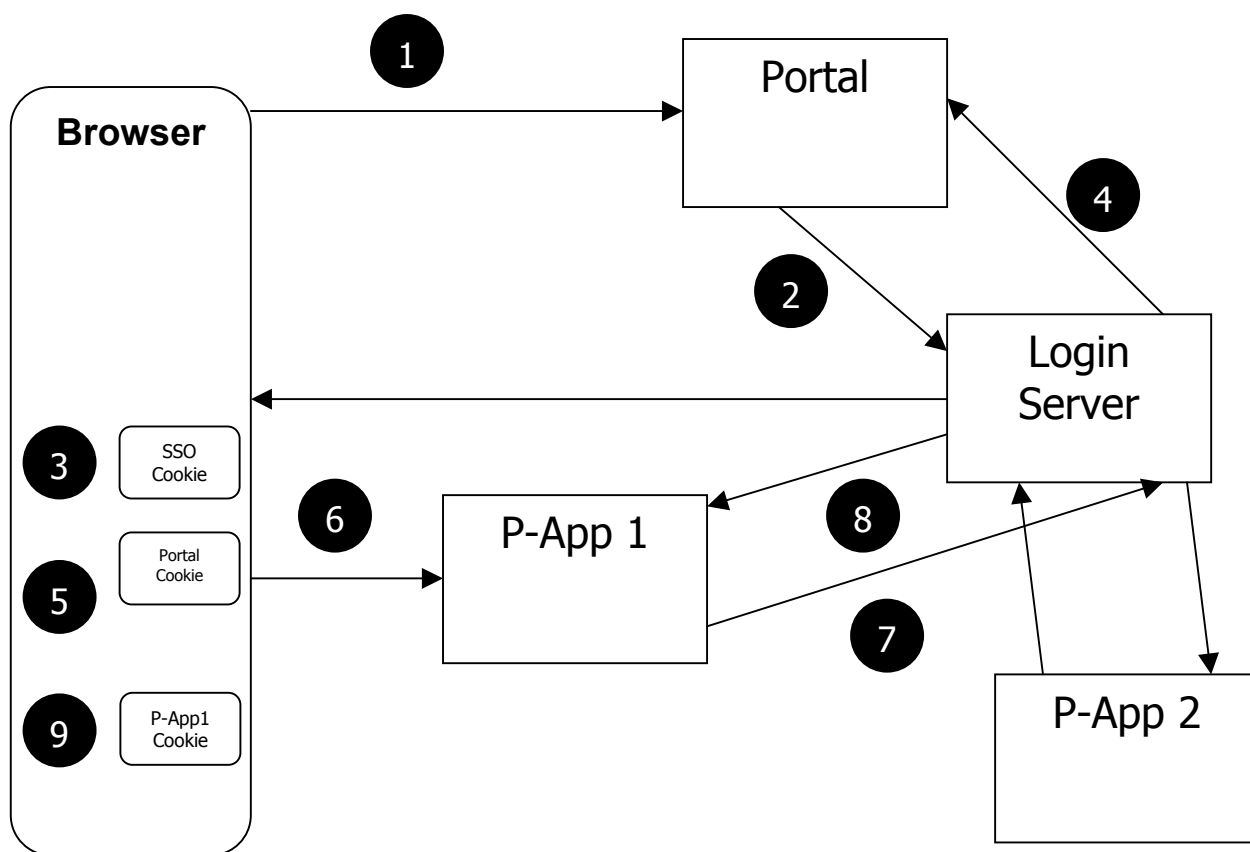 1
Portal
Browser
4
2
Login
Server
3
SSO
Cookie
6
8
P-App 1
5
Portal
Cookie
7
9
P-App1
Cookie
P-App 2